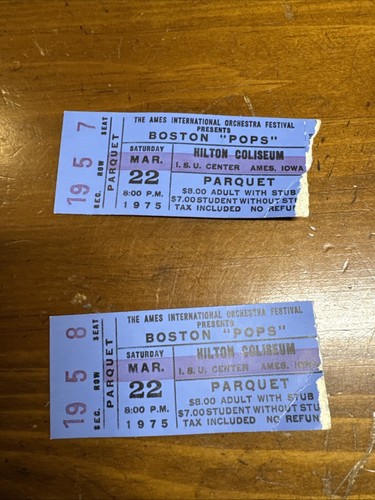 19 5 7
SEC. ROW SEAT
PARQUET
THE AMES INTERNATIONAL ORCHESTRA FESTIVAL
PRESENTS
BOSTON "POPS"
SATURDAY
MAR.
22
8:00 P.M.
1975
HILTON COLISEUM
I.S.U. CENTER AMES, IOWA
PARQUET
$8.00 ADULT WITH STUB
$7.00 STUDENT WITHOUT
TAX INCLUDED NO
19 5 8
SEC. ROW SEAT
PARQUET
THE AMES INTERNATIONAL ORCHESTRA FESTIVAL
PRESENTS
BOSTON "POPS"
SATURDAY
MAR.
22
8:00 P.M.
1975
HILTON COLISEUM
I.S.U. CENTER AMES,
PARQUET
$8.00 ADULT WITH STUB
$7.00 STUDENT WITHOUT STUB
TAX INCLUDED NO